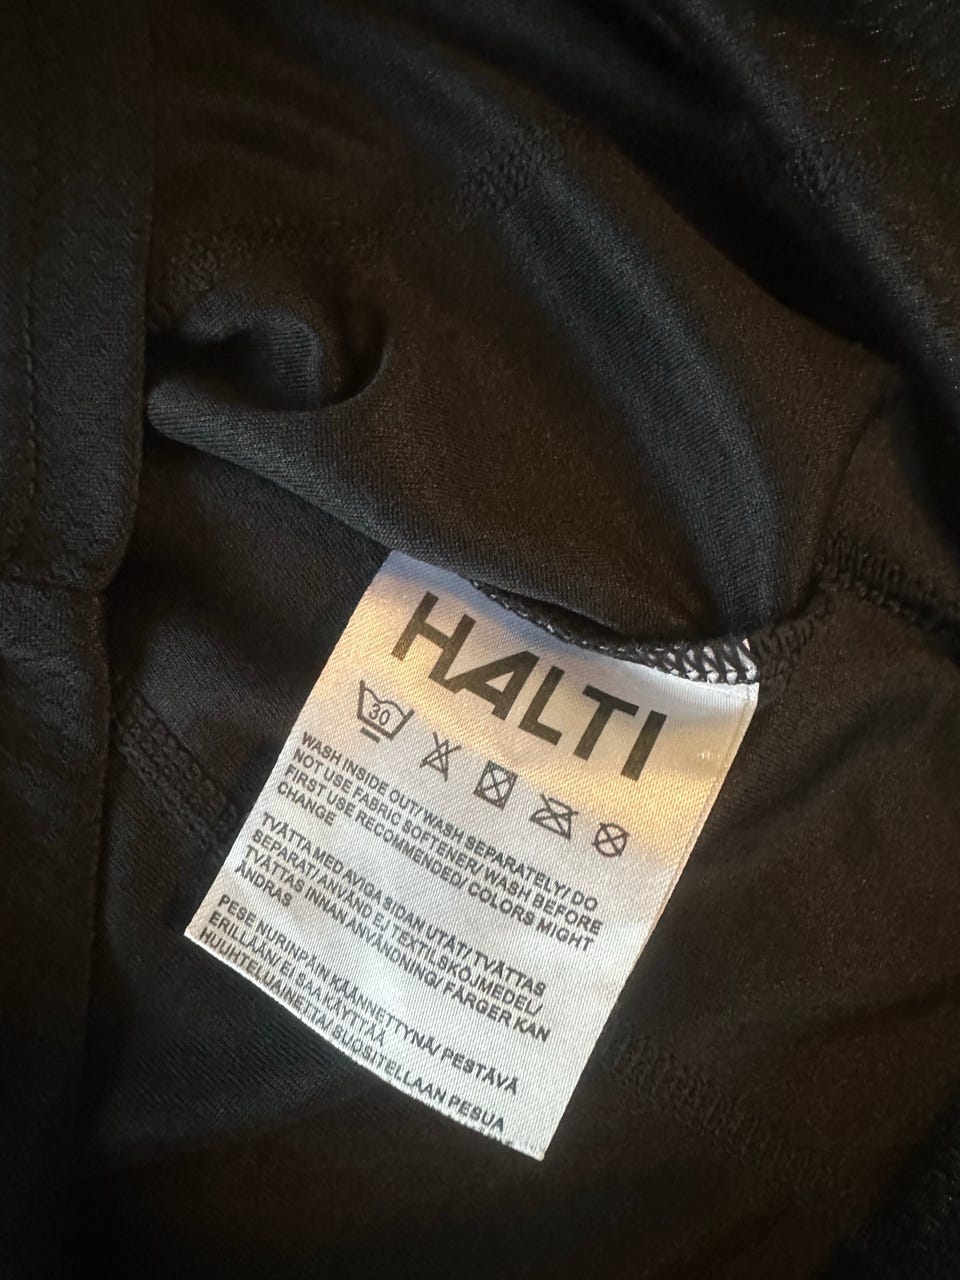 HALTI
30
WASH INSIDE OUT/ WASH SEPARATELY/ DO
NOT USE FABRIC SOFTENER/ WASH BEFORE
FIRST USE RECOMMENDED/ COLORS MIGHT
CHANGE
TVÄTTA MED AVIGA SIDAN UTÅT/ TVÄTTAS
SEPARAT/ ANVÄND EJ TEXTILSKÖJMEDEL/
TVÄTTAS INNAN ANVÄNDNING/ FÄRGER KAN
ÄNDRAS
PESE NURINPÄIN KÄÄNNETTYNÄ/ PESTÄVÄ
ERILLÄÄN/ EI SAA KÄYTTÄÄ
HUUHTELUAINETTA/ SUOSITELLAAN PESUA